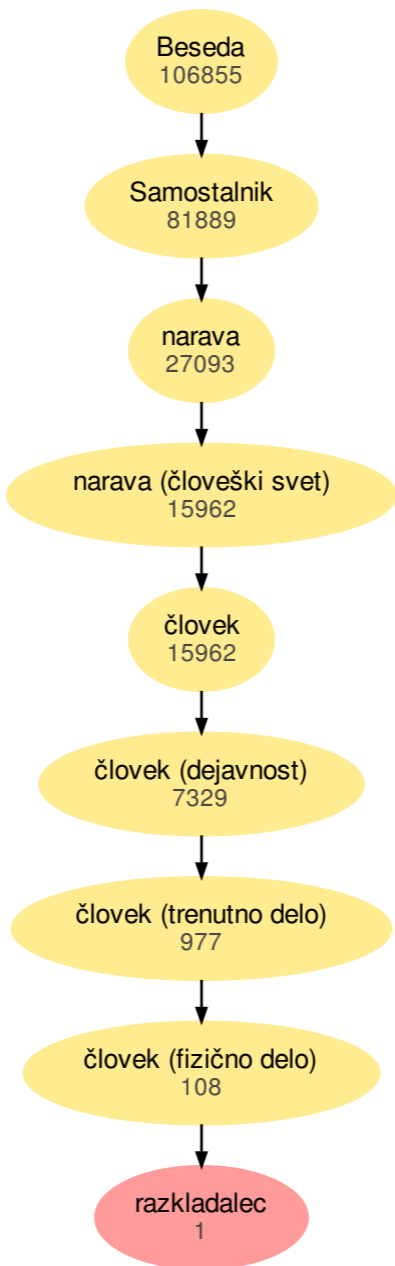 Beseda
106855
Samostalnik
81889
narava
27093
narava (človeški svet)
15962
človek
15962
človek (dejavnost)
7329
človek (trenutno delo)
977
človek (fizično delo)
108
razkladalec
1